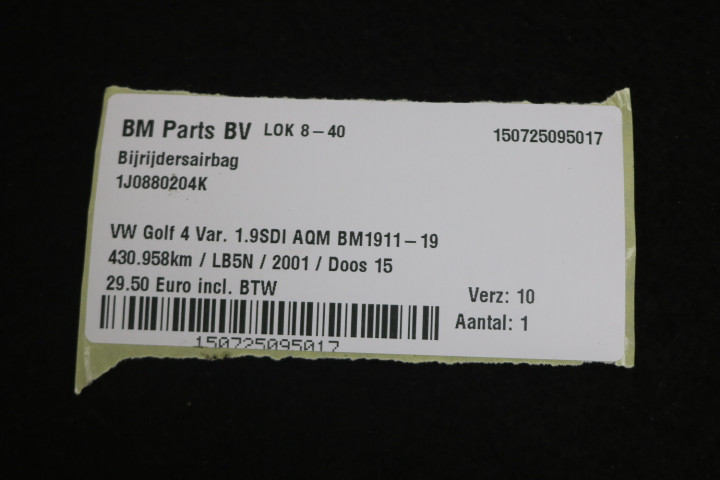 BM Parts BV LOK 8-40 150725095017
Bijrijdersairbag
1J0880204K
VW Golf 4 Var. 1.9SDI AQM BM1911-19
430.958km / LB5N / 2001 / Doos 15
29.50 Euro incl. BTW
Verz: 10
Aantal: 1
150725095017